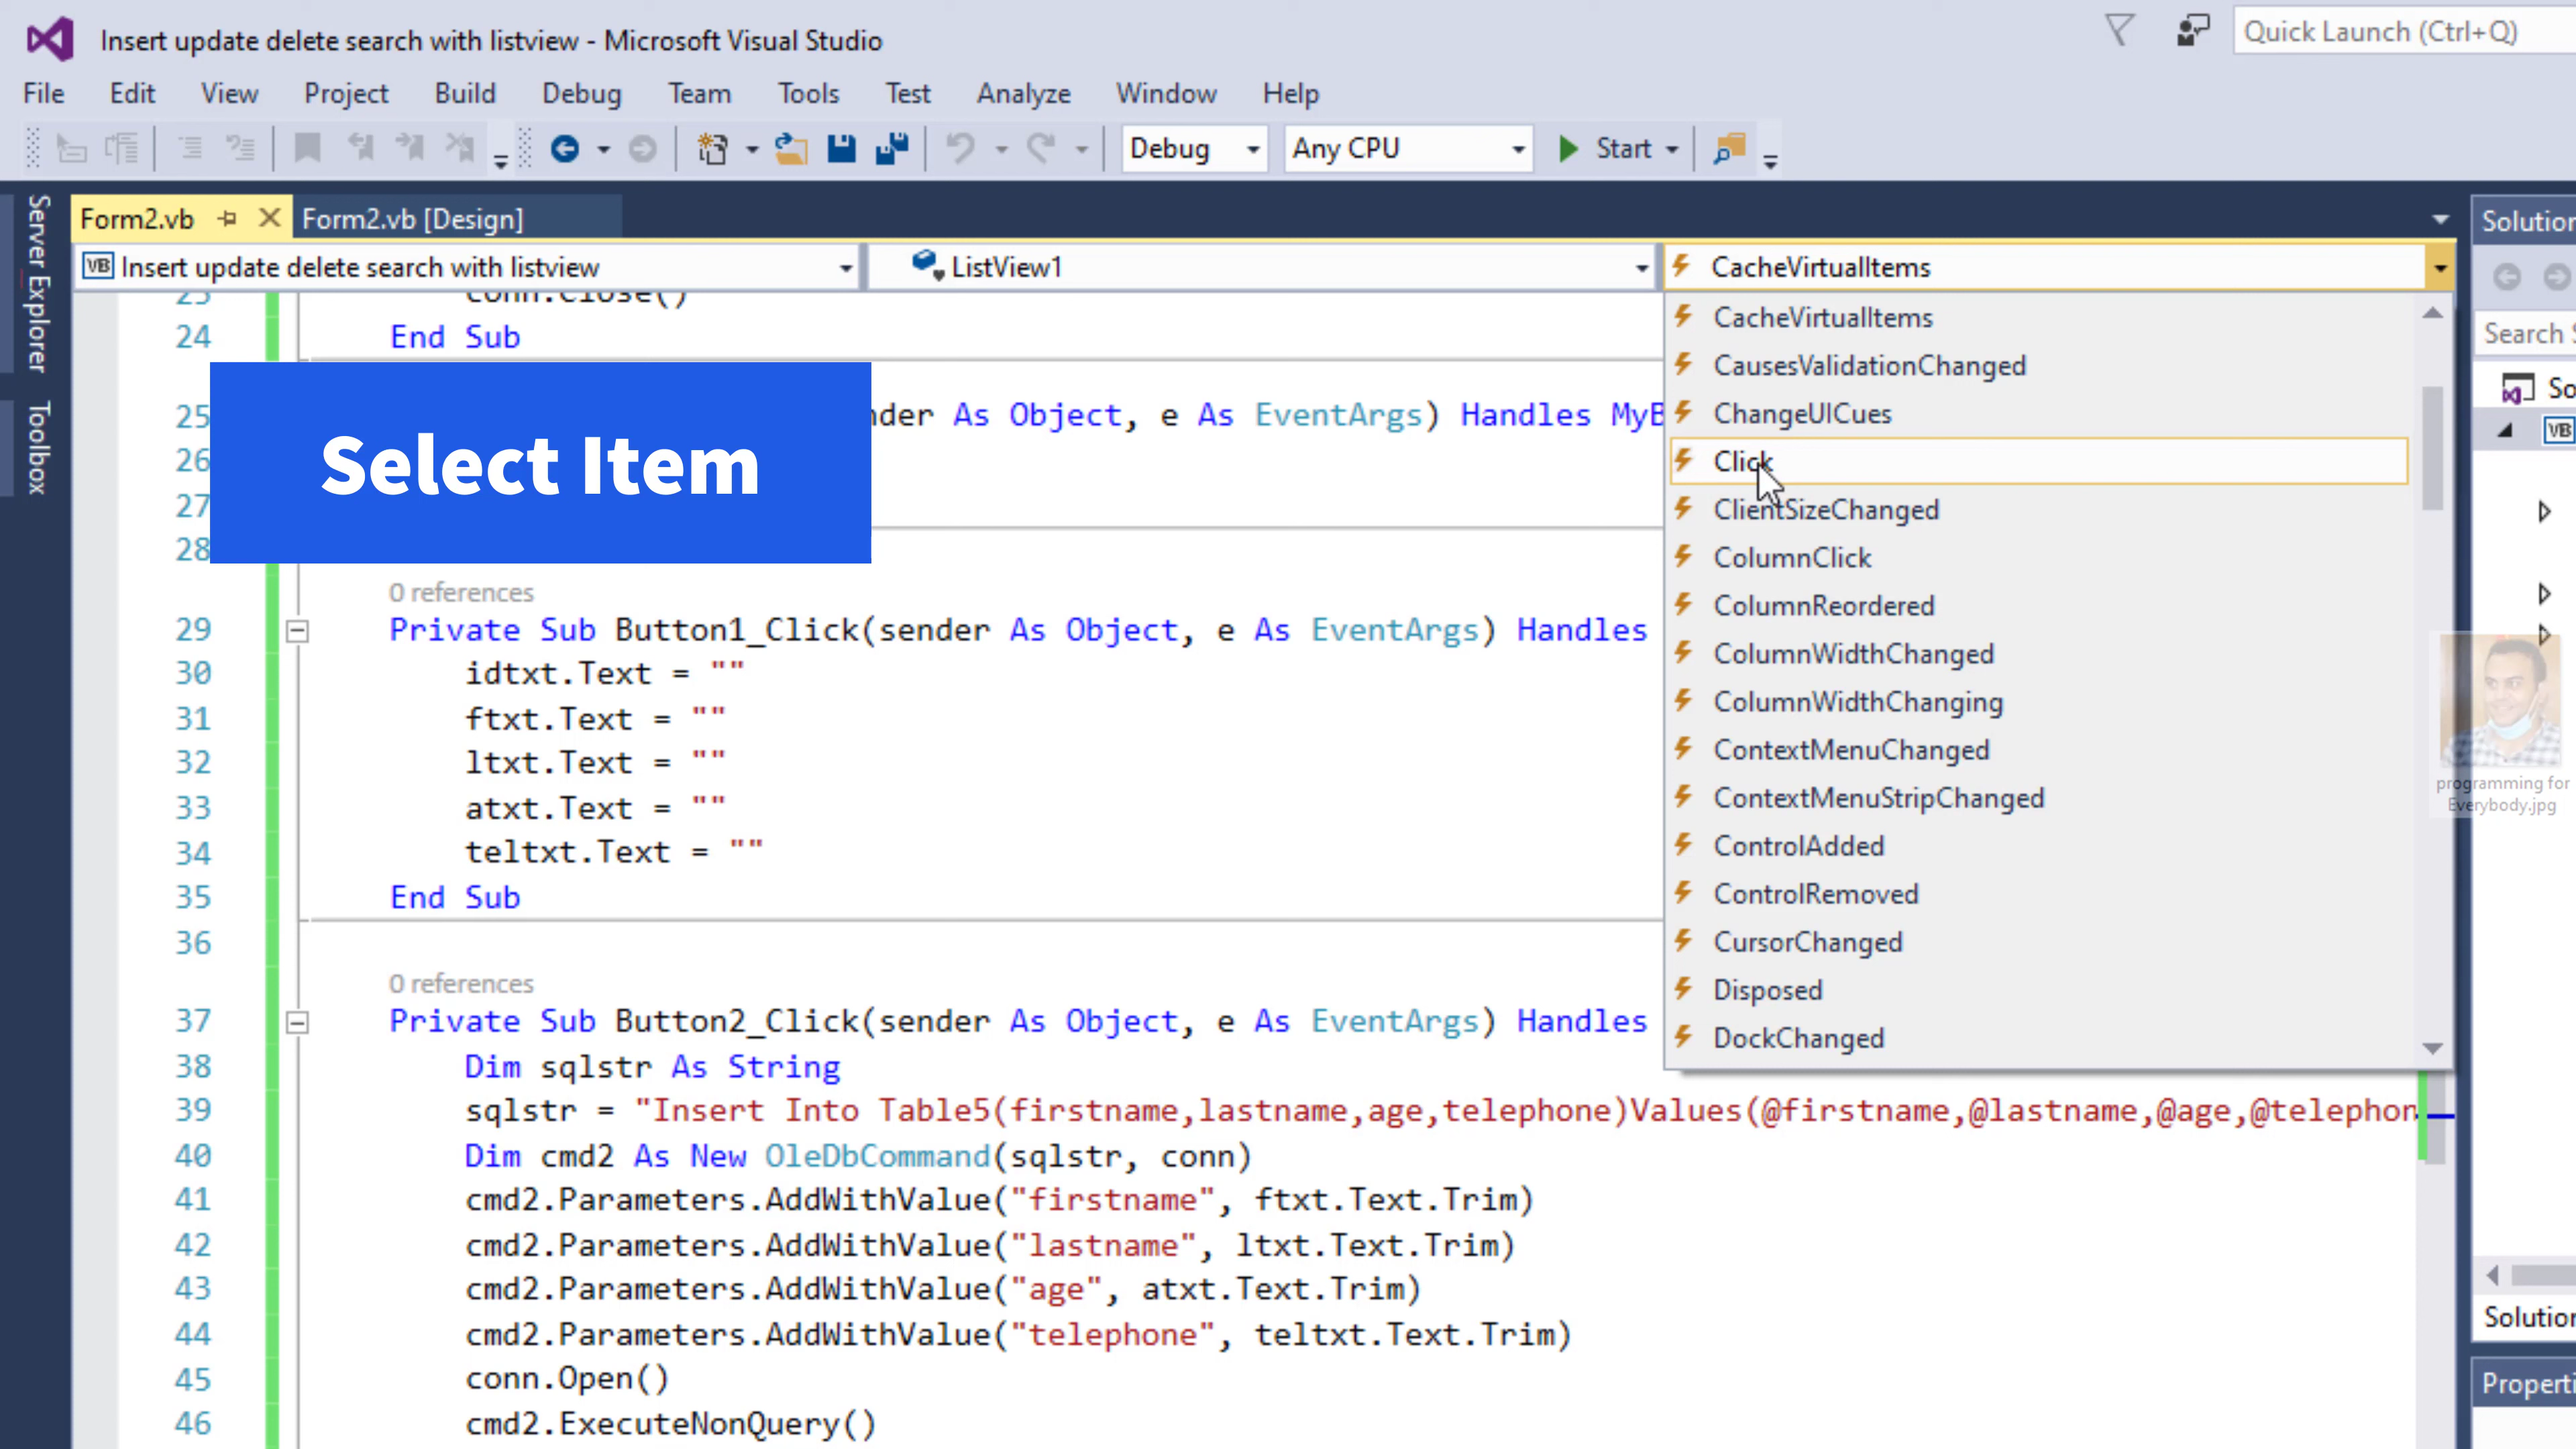 Insert update delete search with listview - Microsoft Visual Studio
Quick Launch (Ctrl+Q)
File Edit View Project Build Debug Team Tools Test Analyze Window Help
Debug Any CPU Start
Server Explorer
Toolbox
Form2.vb Form2.vb [Design]
Solution
VB Insert update delete search with listview ListView1 CacheVirtualItems
23 conn.Close()
24 End Sub
Select Item
25 nder As Object, e As EventArgs) Handles MyB
26
27
28
0 references
29 Private Sub Button1_Click(sender As Object, e As EventArgs) Handles
30 idtxt.Text = ""
31 ftxt.Text = ""
32 ltxt.Text = ""
33 atxt.Text = ""
34 teltxt.Text = ""
35 End Sub
36
0 references
37 Private Sub Button2_Click(sender As Object, e As EventArgs) Handles
38 Dim sqlstr As String
39 sqlstr = "Insert Into Table5(firstname,lastname,age,telephone)Values(@firstname,@lastname,@age,@telephon
40 Dim cmd2 As New OleDbCommand(sqlstr, conn)
41 cmd2.Parameters.AddWithValue("firstname", ftxt.Text.Trim)
42 cmd2.Parameters.AddWithValue("lastname", ltxt.Text.Trim)
43 cmd2.Parameters.AddWithValue("age", atxt.Text.Trim)
44 cmd2.Parameters.AddWithValue("telephone", teltxt.Text.Trim)
45 conn.Open()
46 cmd2.ExecuteNonQuery()
CacheVirtualItems
CausesValidationChanged
ChangeUICues
Click
ClientSizeChanged
ColumnClick
ColumnReordered
ColumnWidthChanged
ColumnWidthChanging
ContextMenuChanged
ContextMenuStripChanged
ControlAdded
ControlRemoved
CursorChanged
Disposed
DockChanged
Search S
So
VB
programming for
Everybody.jpg
Solution
Properti